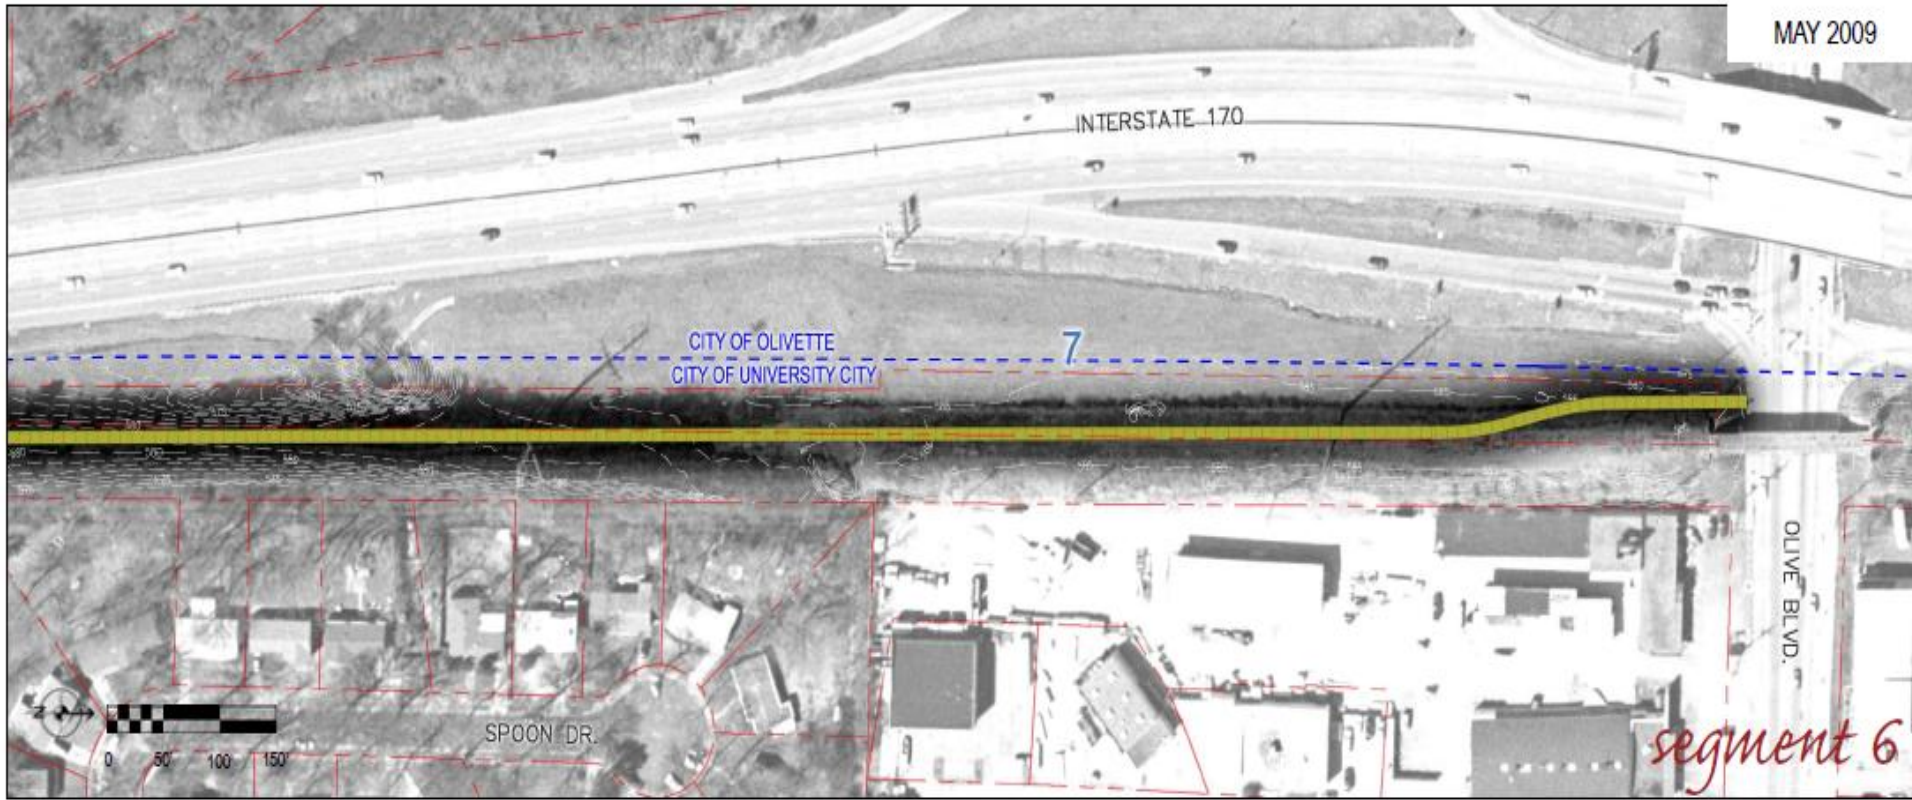 MAY 2009
INTERSTATE 170
CITY OF OLIVETTE
7
CITY OF UNIVERSITY CITY
OLIVE BLVD.
SPOON DR.
N
0 50' 100' 150'
segment 6